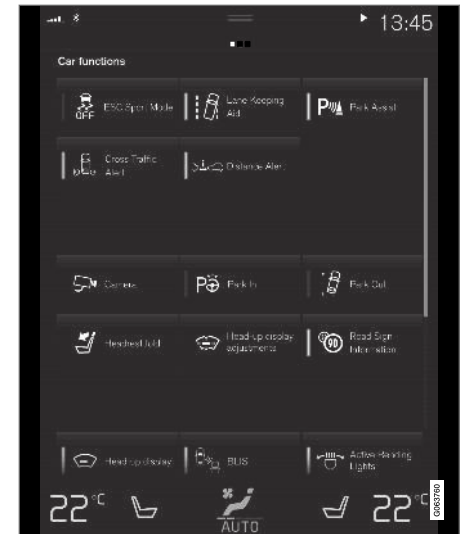 13:45
Car functions
OFF
ESC Sport Mode
Lane Keeping
Aid
P
Park Assist
Cross Traffic
Alert
Distance Alert
Camera
P
Park In
Park Out
Headrest fold
Head-up display
adjustments
90
Road Sign
Information
Head-up display
BLIS
Active Bending
Lights
22°C
AUTO
22°C
G063760